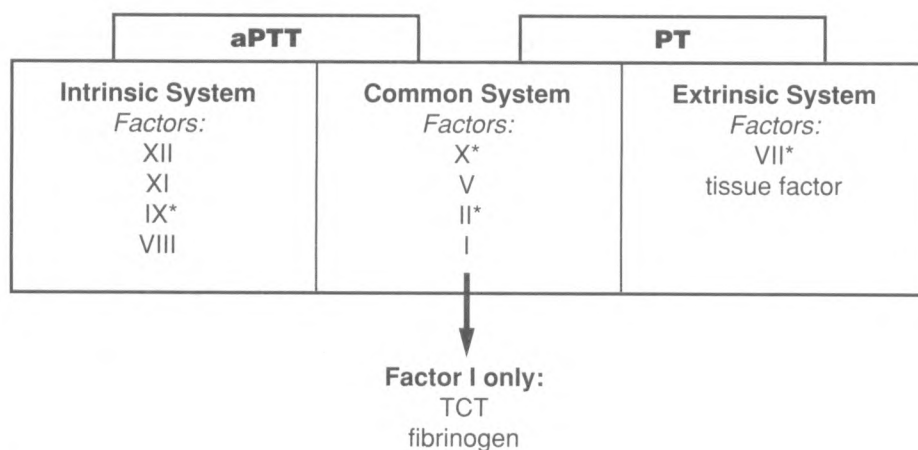 aPTT
PT
Intrinsic System
Factors:
XII
XI
IX*
VIII
Common System
Factors:
X*
V
II*
I
Extrinsic System
Factors:
VII*
tissue factor
Factor I only:
TCT
fibrinogen